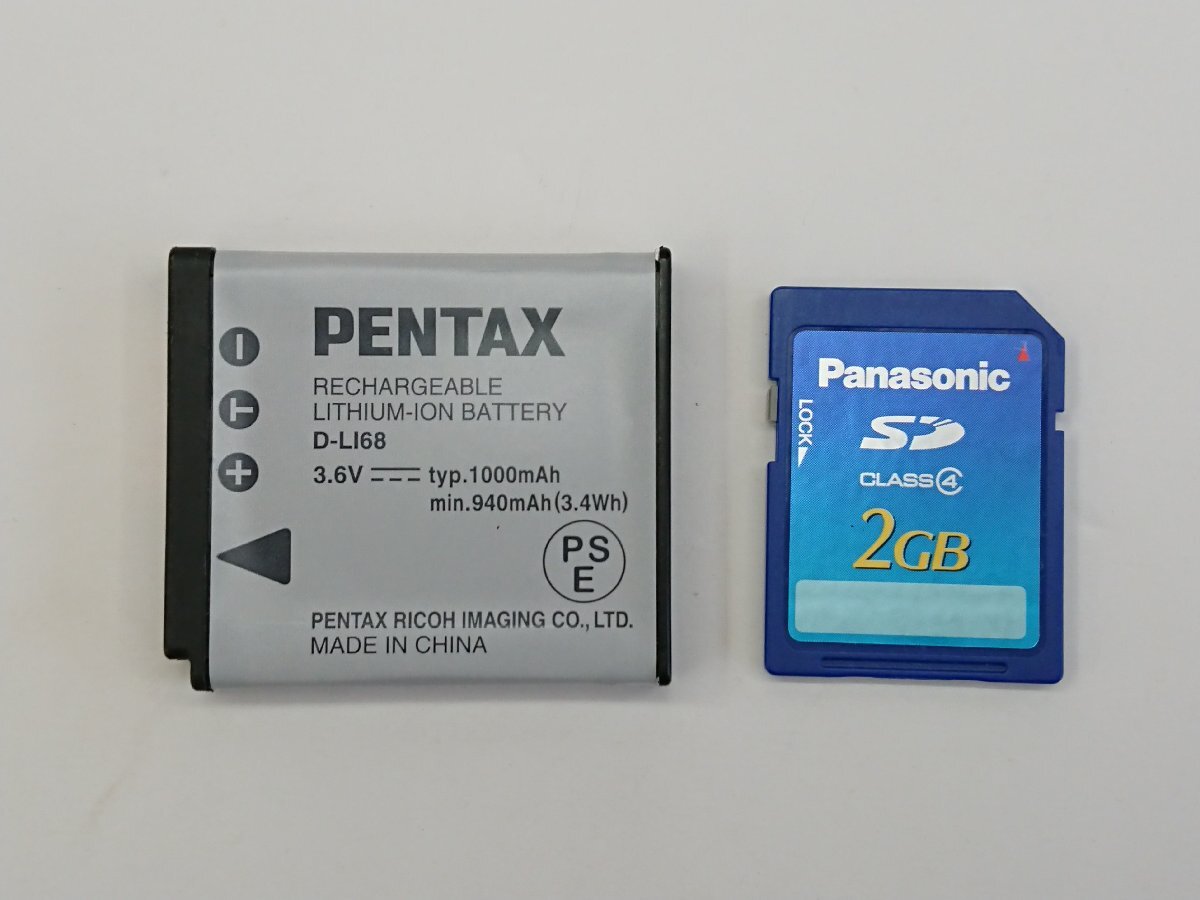 PENTAX
RECHARGEABLE
LITHIUM-ION BATTERY
D-LI68
3.6V ⎓ typ.1000mAh
min.940mAh(3.4Wh)
PS
E
PENTAX RICOH IMAGING CO., LTD.
MADE IN CHINA
− T +
Panasonic
LOCK
SD
CLASS 4
2GB